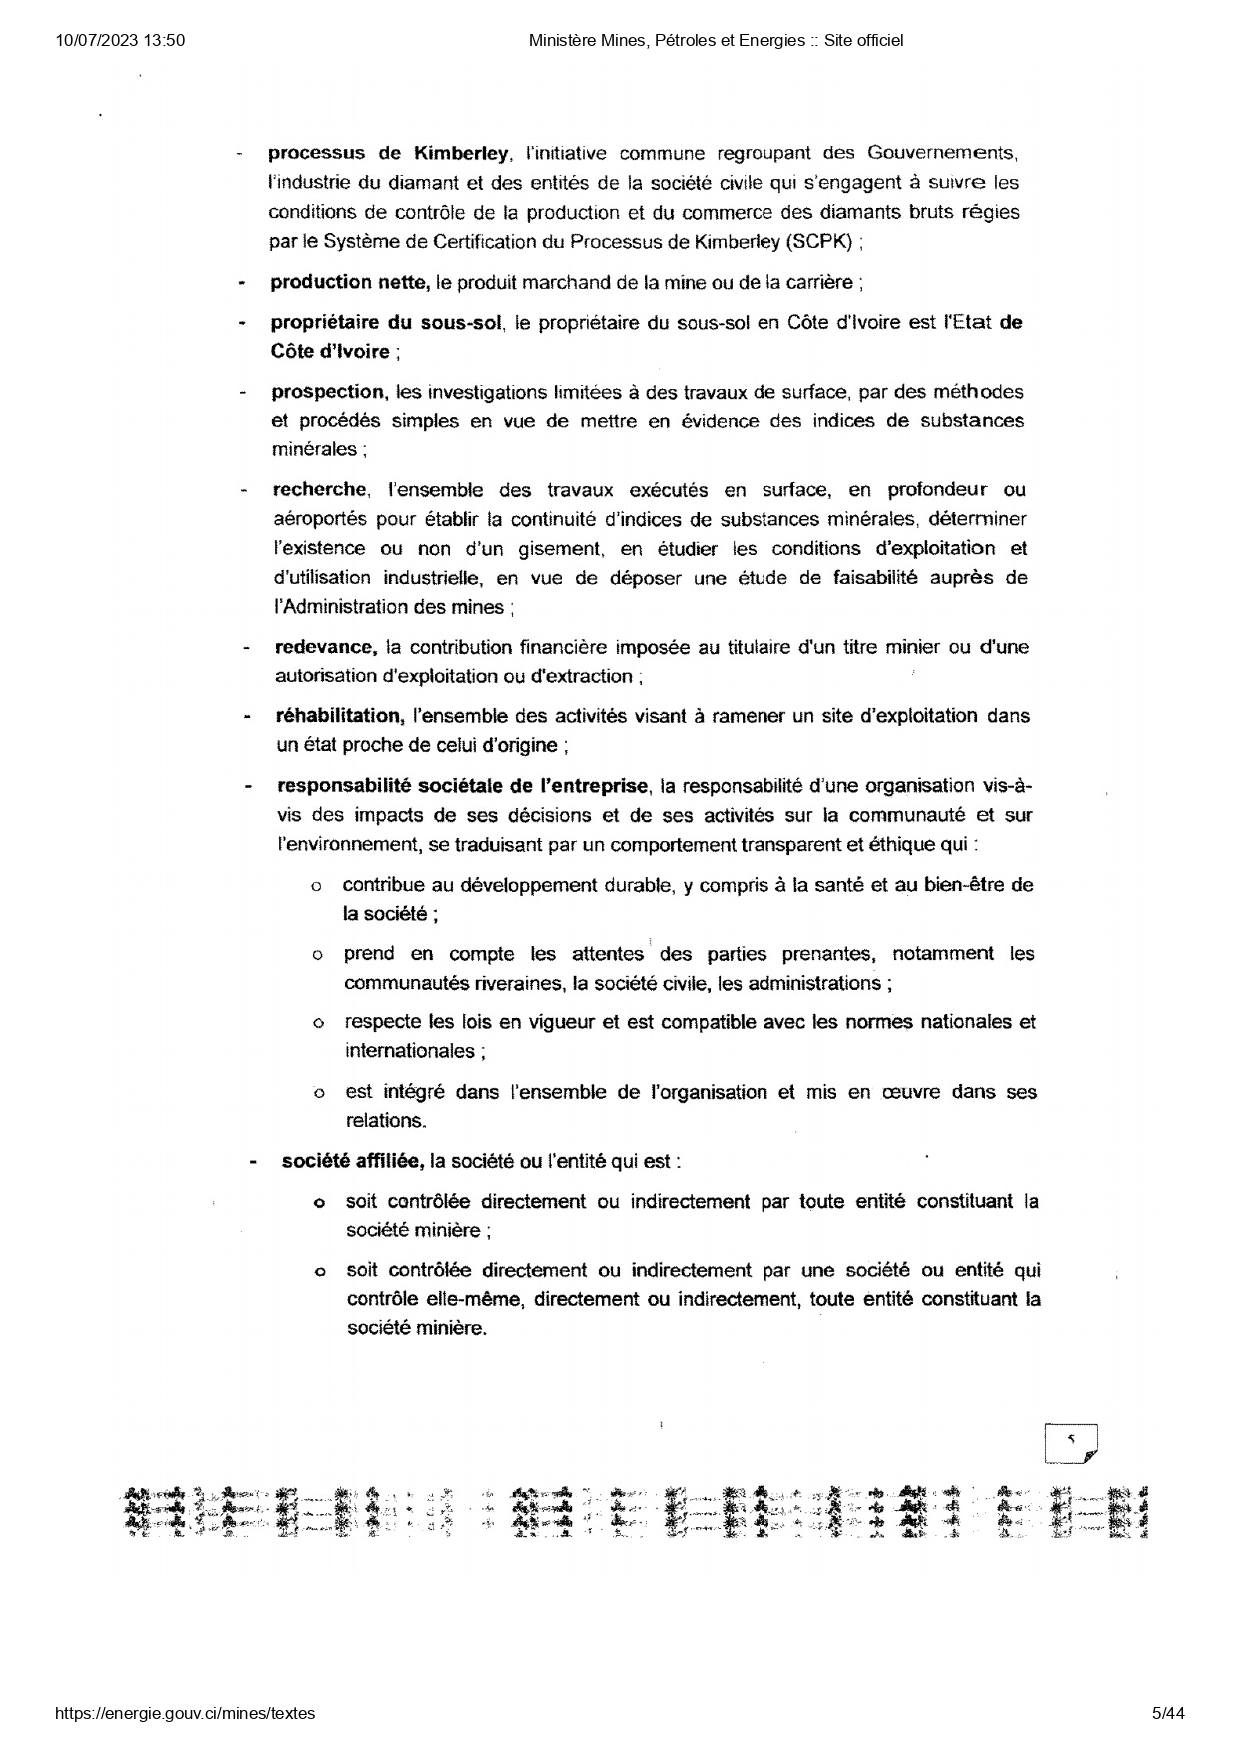 10/07/2023 13:50
Ministère Mines, Pétroles et Energies :: Site officiel
- processus de Kimberley, l'initiative commune regroupant des Gouvernements,
l'industrie du diamant et des entités de la société civile qui s'engagent à suivre les
conditions de contrôle de la production et du commerce des diamants bruts régies
par le Système de Certification du Processus de Kimberley (SCPK) ;
- production nette, le produit marchand de la mine ou de la carrière ;
- propriétaire du sous-sol, le propriétaire du sous-sol en Côte d'Ivoire est l'Etat de
Côte d'Ivoire ;
- prospection, les investigations limitées à des travaux de surface, par des méthodes
et procédés simples en vue de mettre en évidence des indices de substances
minérales ;
- recherche, l'ensemble des travaux exécutés en surface, en profondeur ou
aéroportés pour établir la continuité d'indices de substances minérales, déterminer
l'existence ou non d'un gisement, en étudier les conditions d'exploitation et
d'utilisation industrielle, en vue de déposer une étude de faisabilité auprès de
l'Administration des mines ;
- redevance, la contribution financière imposée au titulaire d'un titre minier ou d'une
autorisation d'exploitation ou d'extraction ;
- réhabilitation, l'ensemble des activités visant à ramener un site d'exploitation dans
un état proche de celui d'origine ;
- responsabilité sociétale de l'entreprise, la responsabilité d'une organisation vis-à-
vis des impacts de ses décisions et de ses activités sur la communauté et sur
l'environnement, se traduisant par un comportement transparent et éthique qui :
o contribue au développement durable, y compris à la santé et au bien-être de
la société ;
o prend en compte les attentes des parties prenantes, notamment les
communautés riveraines, la société civile, les administrations ;
o respecte les lois en vigueur et est compatible avec les normes nationales et
internationales ;
o est intégré dans l'ensemble de l'organisation et mis en œuvre dans ses
relations.
- société affiliée, la société ou l'entité qui est :
o soit contrôlée directement ou indirectement par toute entité constituant la
société minière ;
o soit contrôlée directement ou indirectement par une société ou entité qui
contrôle elle-même, directement ou indirectement, toute entité constituant la
société minière.
5
https://energie.gouv.ci/mines/textes
5/44